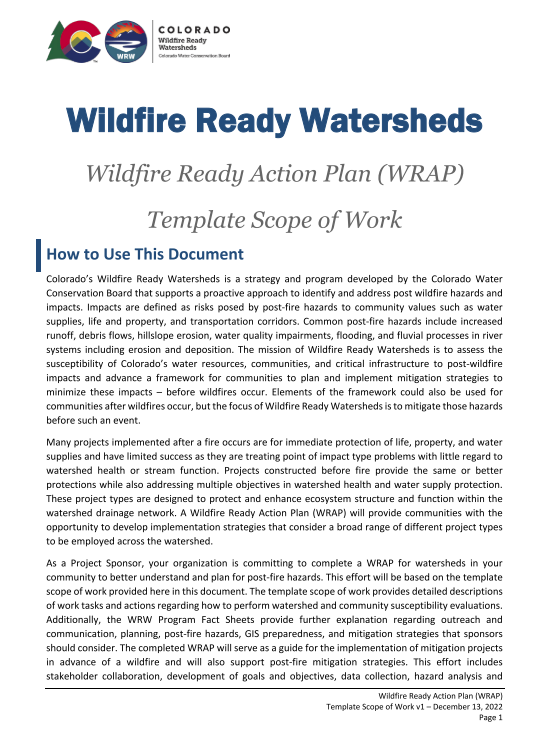 COLORADO
Wildfire Ready
Watersheds
Colorado Water Conservation Board
WRW
Wildfire Ready Watersheds
Wildfire Ready Action Plan (WRAP)
Template Scope of Work
How to Use This Document
Colorado's Wildfire Ready Watersheds is a strategy and program developed by the Colorado Water
Conservation Board that supports a proactive approach to identify and address post wildfire hazards and
impacts. Impacts are defined as risks posed by post-fire hazards to community values such as water
supplies, life and property, and transportation corridors. Common post-fire hazards include increased
runoff, debris flows, hillslope erosion, water quality impairments, flooding, and fluvial processes in river
systems including erosion and deposition. The mission of Wildfire Ready Watersheds is to assess the
susceptibility of Colorado's water resources, communities, and critical infrastructure to post-wildfire
impacts and advance a framework for communities to plan and implement mitigation strategies to
minimize these impacts – before wildfires occur. Elements of the framework could also be used for
communities after wildfires occur, but the focus of Wildfire Ready Watersheds is to mitigate those hazards
before such an event.
Many projects implemented after a fire occurs are for immediate protection of life, property, and water
supplies and have limited success as they are treating point of impact type problems with little regard to
watershed health or stream function. Projects constructed before fire provide the same or better
protections while also addressing multiple objectives in watershed health and water supply protection.
These project types are designed to protect and enhance ecosystem structure and function within the
watershed drainage network. A Wildfire Ready Action Plan (WRAP) will provide communities with the
opportunity to develop implementation strategies that consider a broad range of different project types
to be employed across the watershed.
As a Project Sponsor, your organization is committing to complete a WRAP for watersheds in your
community to better understand and plan for post-fire hazards. This effort will be based on the template
scope of work provided here in this document. The template scope of work provides detailed descriptions
of work tasks and actions regarding how to perform watershed and community susceptibility evaluations.
Additionally, the WRW Program Fact Sheets provide further explanation regarding outreach and
communication, planning, post-fire hazards, GIS preparedness, and mitigation strategies that sponsors
should consider. The completed WRAP will serve as a guide for the implementation of mitigation projects
in advance of a wildfire and will also support post-fire mitigation strategies. This effort includes
stakeholder collaboration, development of goals and objectives, data collection, hazard analysis and
Wildfire Ready Action Plan (WRAP)
Template Scope of Work v1 – December 13, 2022
Page 1